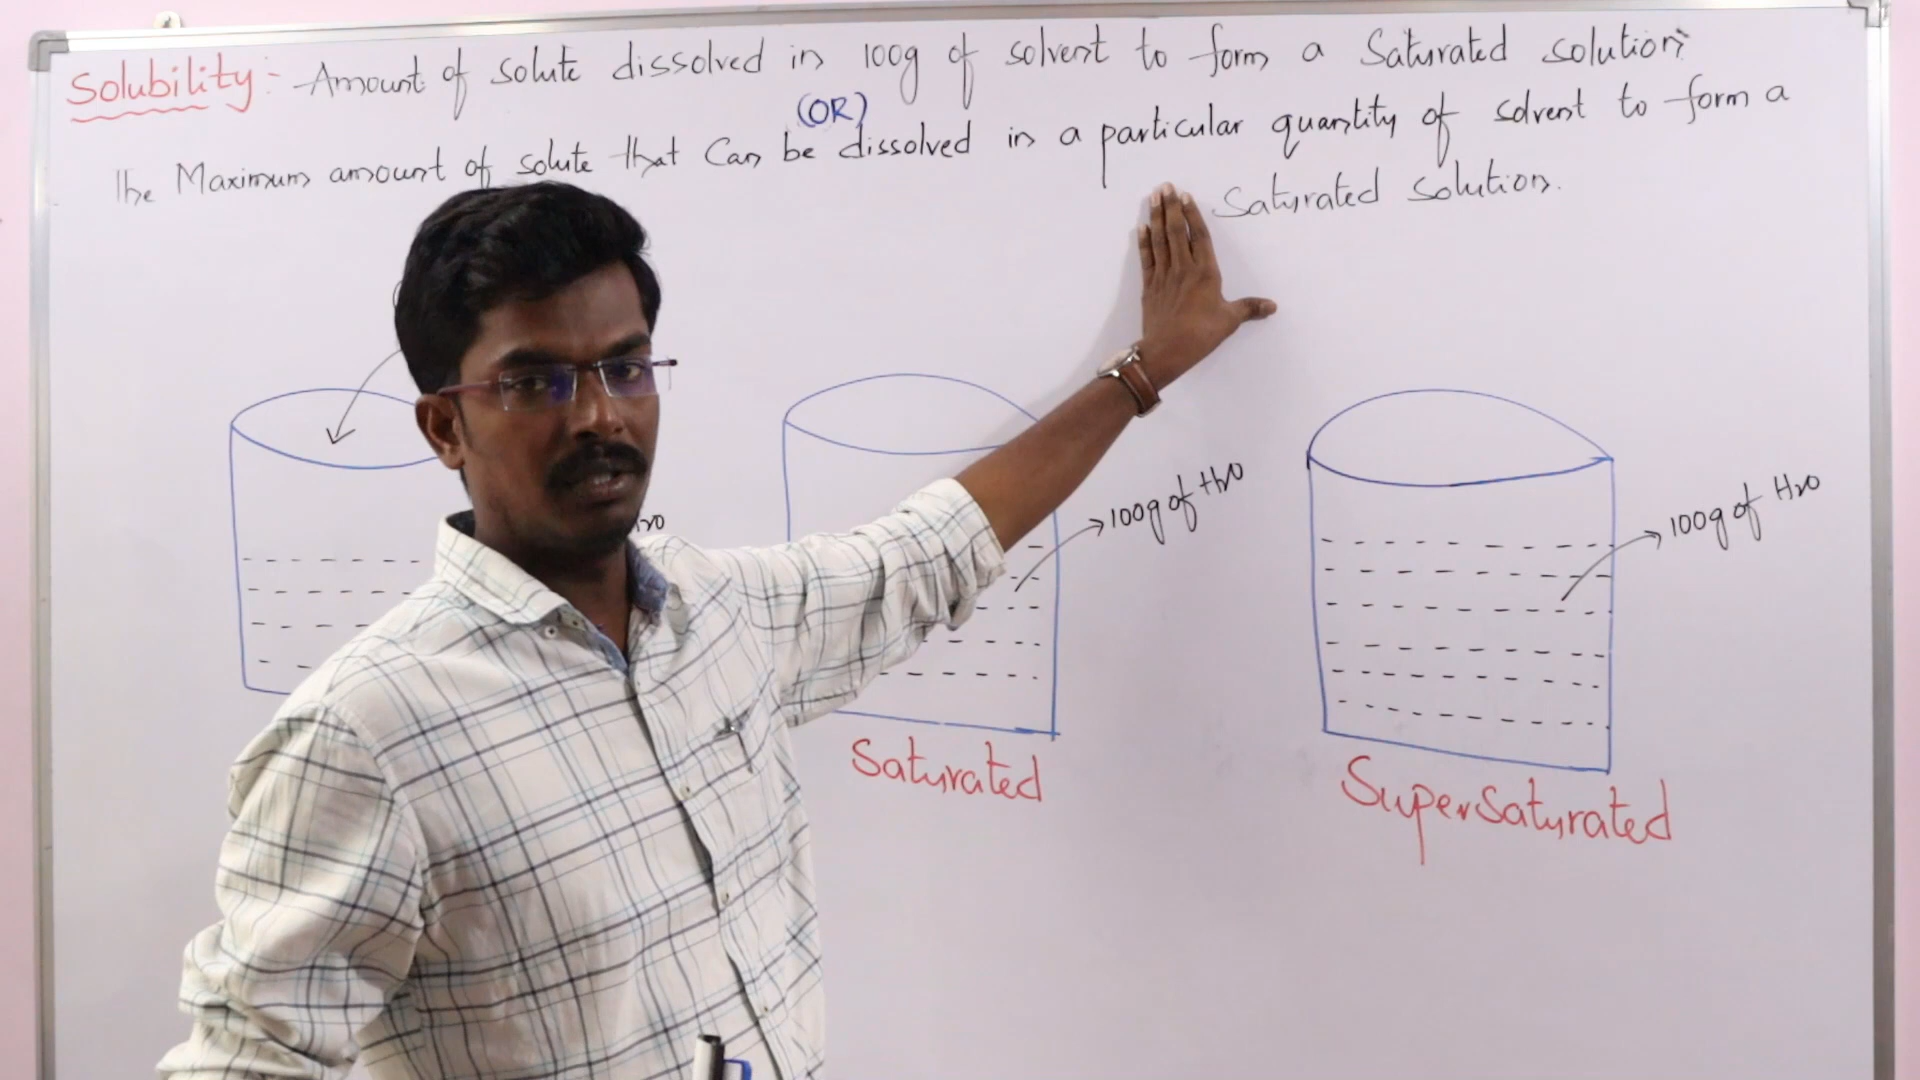 Solubility:- Amount of solute dissolved in 100g of solvent to form a Saturated solution
(OR)
The Maximum amount of solute that Can be dissolved in a particular quantity of solvent to form a
Saturated solution.
H2O
100g of H2O
100g of H2O
Saturated
SuperSaturated